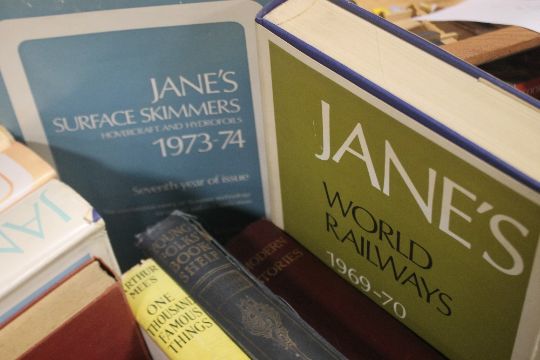 JANE'S
SURFACE SKIMMERS
HOVERCRAFT AND HYDROFOILS
1973-74
Seventh year of issue
JANE'S
WORLD
RAILWAYS
1969-70
JAN
YOUNG
FOLKS
BOOK
SHELF
MODERN
STORIES
ARTHUR
MEE'S
ONE
THOUSAND
FAMOUS
THINGS